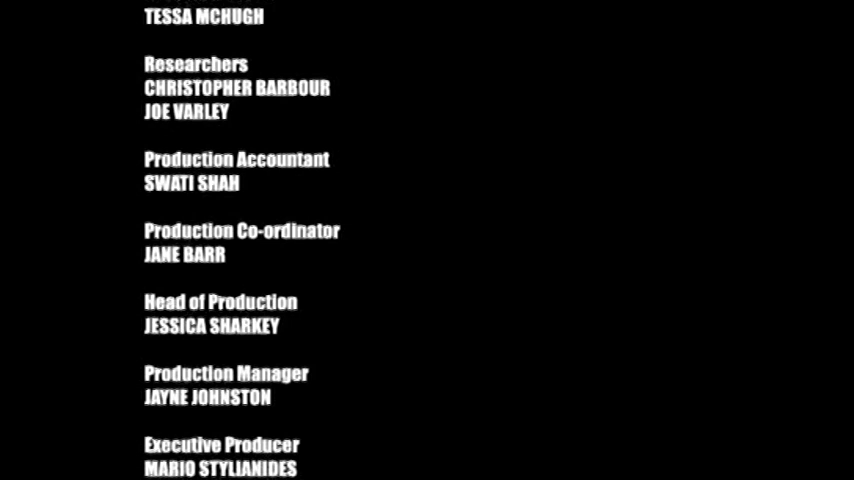 TESSA MCHUGH
Researchers
CHRISTOPHER BARBOUR
JOE VARLEY
Production Accountant
SWATI SHAH
Production Co-ordinator
JANE BARR
Head of Production
JESSICA SHARKEY
Production Manager
JAYNE JOHNSTON
Executive Producer
MARIO STYLIANIDES